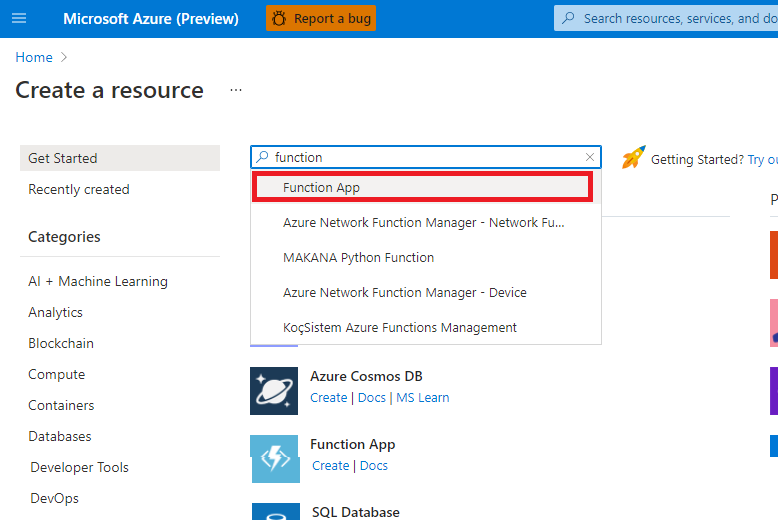 Microsoft Azure (Preview)
Report a bug
Search resources, services, and do
Home
Create a resource
...
Get Started
Recently created
Categories
AI + Machine Learning
Analytics
Blockchain
Compute
Containers
Databases
Developer Tools
DevOps
function
Function App
Azure Network Function Manager - Network Fu...
MAKANA Python Function
Azure Network Function Manager - Device
KoçSistem Azure Functions Management
Azure Cosmos DB
Create | Docs | MS Learn
Function App
Create | Docs
SQL Database
Getting Started? Try ou
P